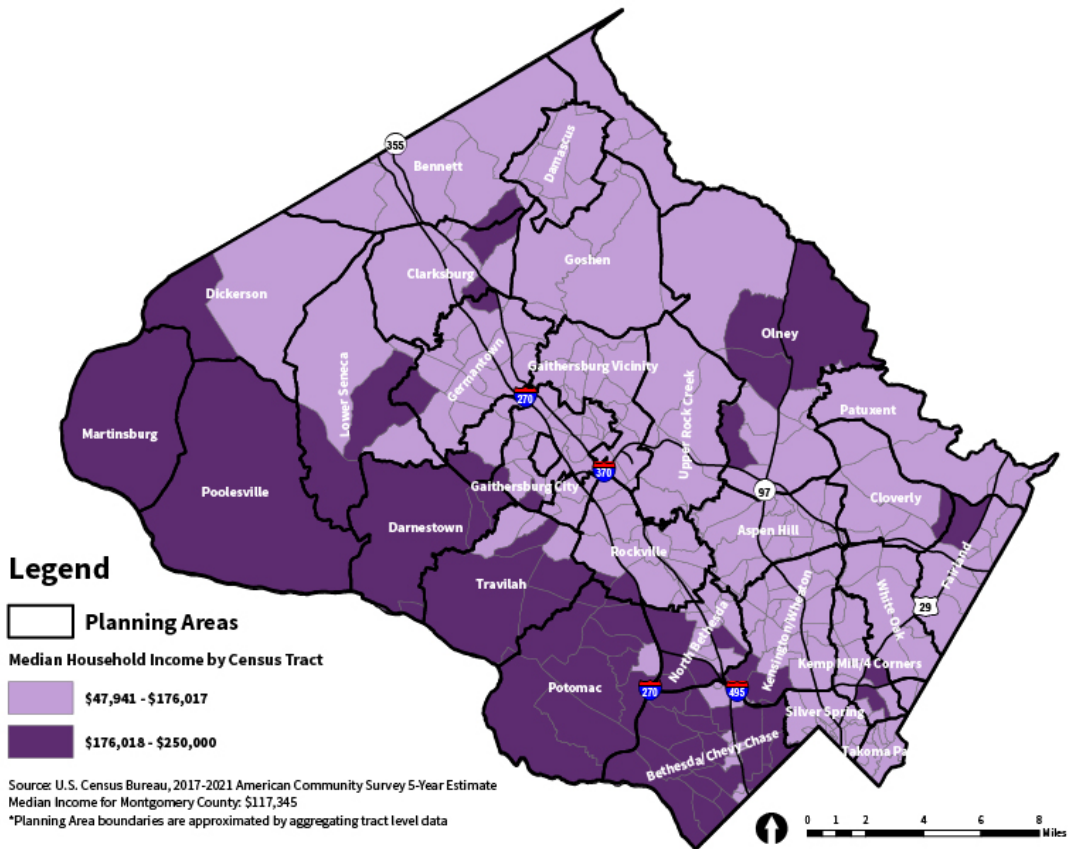 355
Bennett
Damascus
Goshen
Clarksburg
Dickerson
Olney
Germantown
Gaithersburg Vicinity
Lower Seneca
Upper Rock Creek
270
Patuxent
Martinsburg
370
Poolesville
Gaithersburg City
97
Cloverly
Darnestown
Aspen Hill
Rockville
Fairland
Travilah
White Oak
29
North Bethesda
Kensington/Wheaton
Kemp Mill/4 Corners
Potomac
270
495
Silver Spring
Bethesda/Chevy Chase
Takoma Pa
Legend
Planning Areas
Median Household Income by Census Tract
$47,941 - $176,017
$176,018 - $250,000
Source: U.S. Census Bureau, 2017-2021 American Community Survey 5-Year Estimate
Median Income for Montgomery County: $117,345
*Planning Area boundaries are approximated by aggregating tract level data
0 1 2 4 6 8
Miles